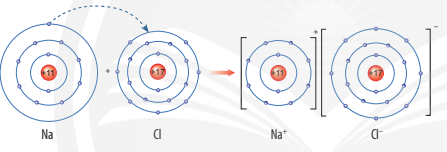 +11 + +17 +11 + +17 −
Na Cl Na⁺ Cl⁻